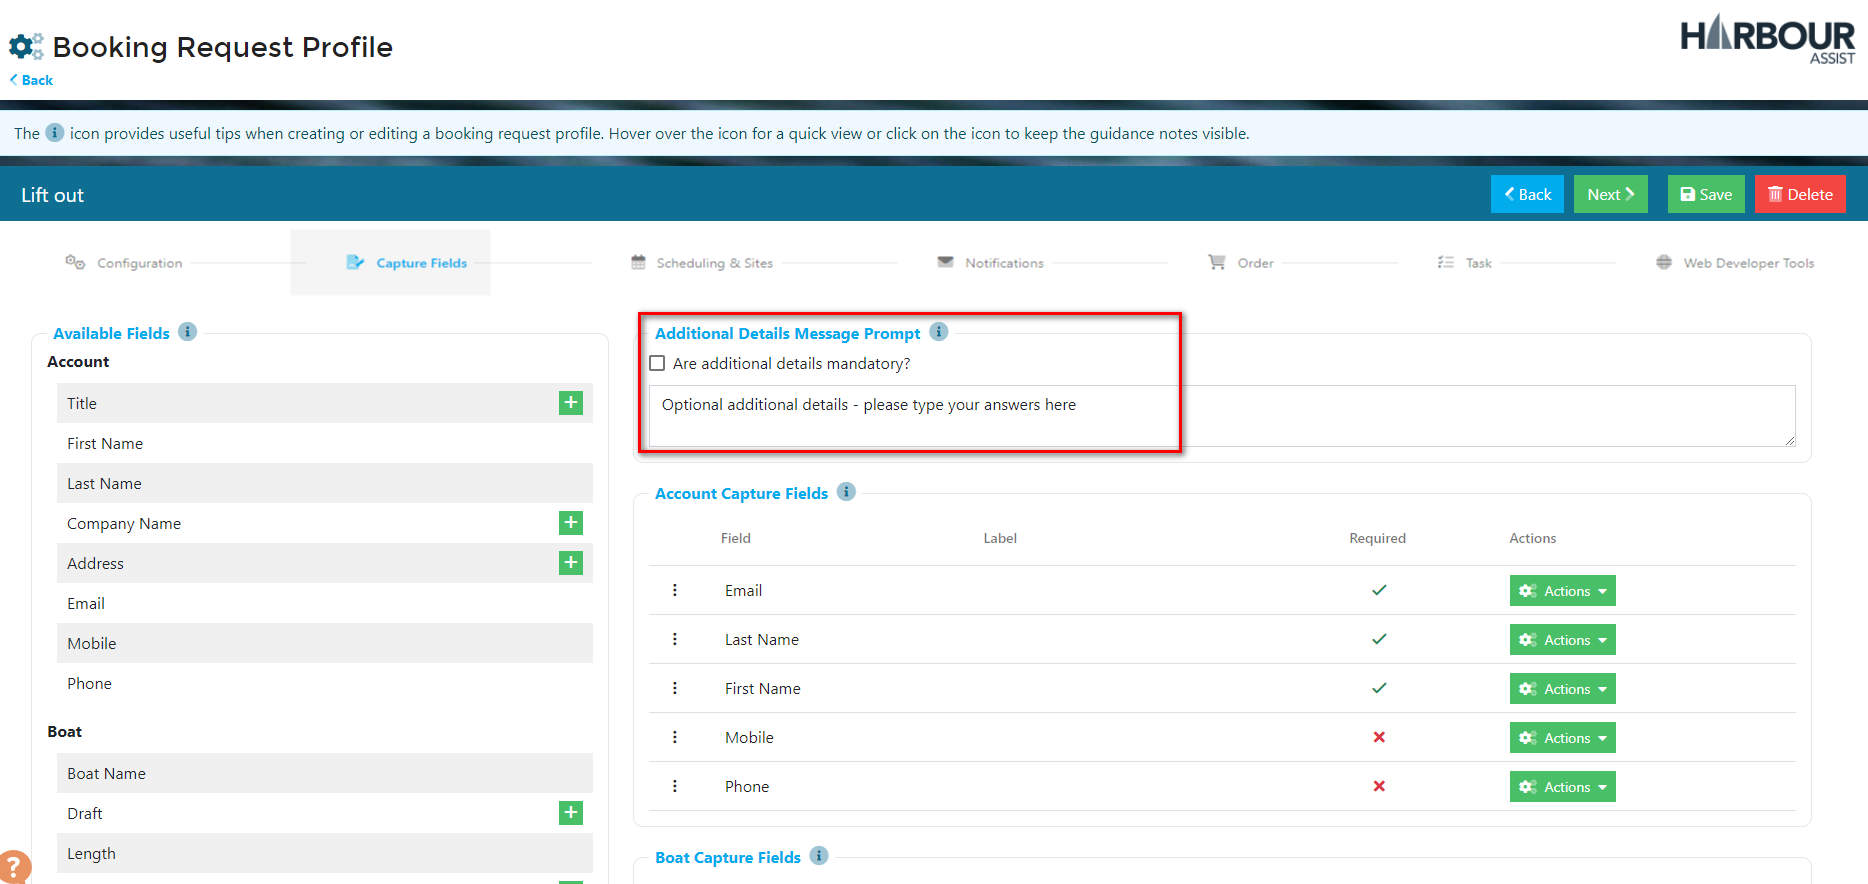 Booking Request Profile
HARBOUR
ASSIST
Back
The i icon provides useful tips when creating or editing a booking request profile. Hover over the icon for a quick view or click on the icon to keep the guidance notes visible.
Lift out
Back
Next
Save
Delete
Configuration
Capture Fields
Scheduling & Sites
Notifications
Order
Task
Web Developer Tools
Available Fields i
Account
Title +
First Name
Last Name
Company Name +
Address +
Email
Mobile
Phone
Boat
Boat Name
Draft +
Length
?
Additional Details Message Prompt i
Are additional details mandatory?
Optional additional details - please type your answers here
Account Capture Fields i
Field Label Required Actions
Email Actions
Last Name Actions
First Name Actions
Mobile Actions
Phone Actions
Boat Capture Fields i